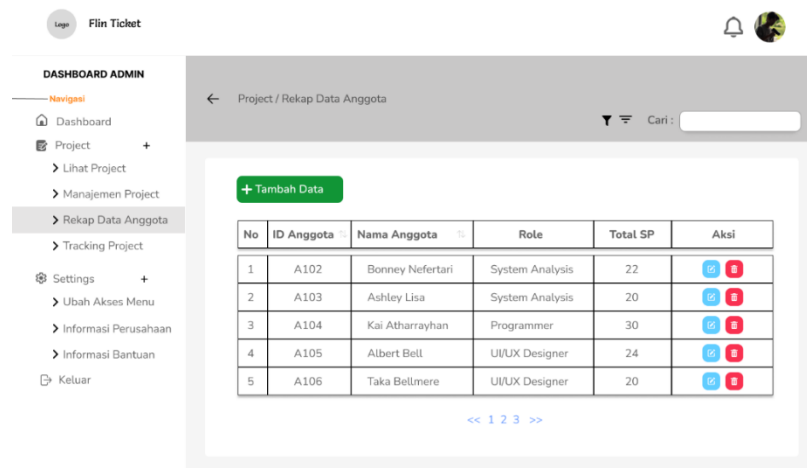 Logo Flin Ticket
DASHBOARD ADMIN
Navigasi
Dashboard
Project +
Lihat Project
Manajemen Project
Rekap Data Anggota
Tracking Project
Settings +
Ubah Akses Menu
Informasi Perusahaan
Informasi Bantuan
Keluar
Project / Rekap Data Anggota
Cari :
+ Tambah Data
No ID Anggota Nama Anggota Role Total SP Aksi
1 A102 Bonney Nefertari System Analysis 22
2 A103 Ashley Lisa System Analysis 20
3 A104 Kai Atharrayhan Programmer 30
4 A105 Albert Bell UI/UX Designer 24
5 A106 Taka Bellmere UI/UX Designer 20
<< 1 2 3 >>